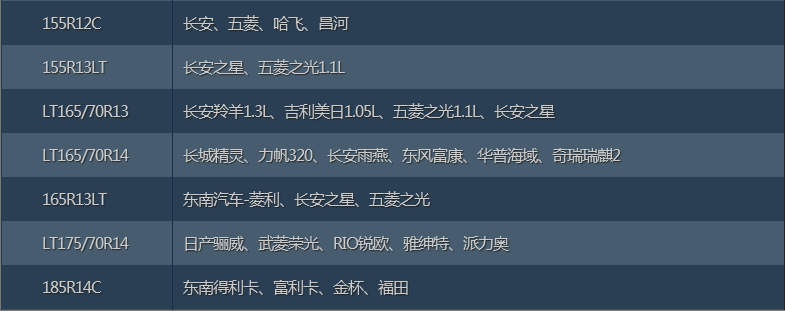 155R12C 长安、五菱、哈飞、昌河
155R13LT 长安之星、五菱之光1.1L
LT165/70R13 长安羚羊1.3L、吉利美日1.05L、五菱之光1.1L、长安之星
LT165/70R14 长城精灵、力帆320、长安雨燕、东风富康、华普海域、奇瑞瑞麒2
165R13LT 东南汽车-菱利、长安之星、五菱之光
LT175/70R14 日产骊威、武菱荣光、RIO锐欧、雅绅特、派力奥
185R14C 东南得利卡、富利卡、金杯、福田